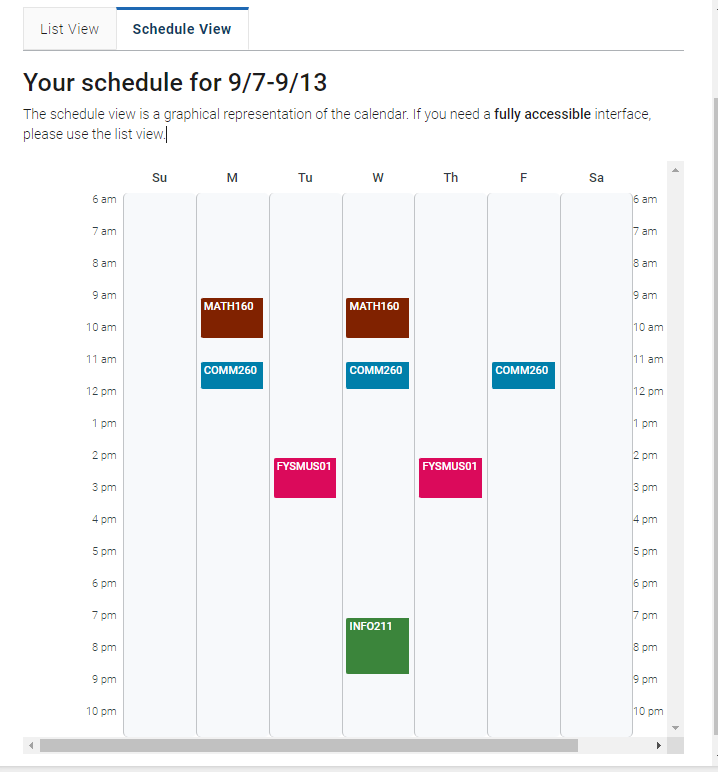 List View
Schedule View
Your schedule for 9/7-9/13
The schedule view is a graphical representation of the calendar. If you need a fully accessible interface,
please use the list view.
Su M Tu W Th F Sa
6 am 6 am
7 am 7 am
8 am 8 am
9 am 9 am
MATH160 MATH160
10 am 10 am
11 am 11 am
COMM260 COMM260 COMM260
12 pm 12 pm
1 pm 1 pm
2 pm 2 pm
FYSMUS01 FYSMUS01
3 pm 3 pm
4 pm 4 pm
5 pm 5 pm
6 pm 6 pm
7 pm 7 pm
INFO211
8 pm 8 pm
9 pm 9 pm
10 pm 10 pm